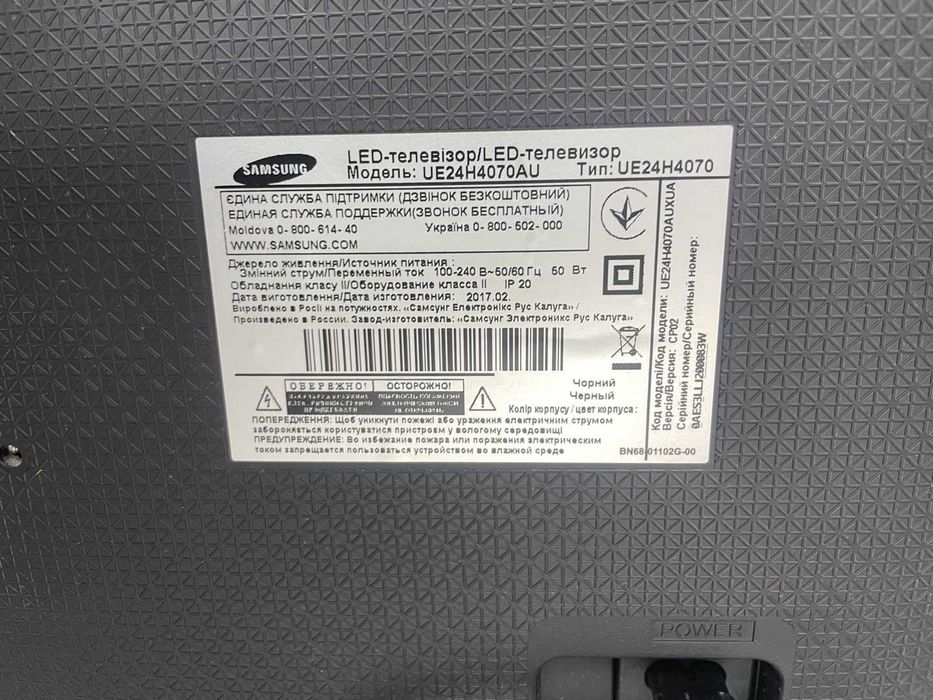 SAMSUNG
LED-телевізор/LED-телевизор
Модель: UE24H4070AU Тип: UE24H4070
ЄДИНА СЛУЖБА ПІДТРИМКИ (ДЗВІНОК БЕЗКОШТОВНИЙ)
ЕДИНАЯ СЛУЖБА ПОДДЕРЖКИ(ЗВОНОК БЕСПЛАТНЫЙ)
Moldova 0- 800- 614- 40 Україна 0- 800- 502- 000
WWW.SAMSUNG.COM
Джерело живлення/Источник питания :
Змінний струм/Переменный ток 100-240 В~50/60 Гц 50 Вт
Обладнання класу II/Оборудование класса II IP 20
Дата виготовлення/Дата изготовления: 2017.02.
Вироблено в Росії на потужностях. «Самсунг Електронікс Рус Калуга»/
Произведено в России. Завод-изготовитель: «Самсунг Электроникс Рус Калуга»
ОБЕРЕЖНО! ОСТОРОЖНО!
Чорний
Черный
Колір корпусу / цвет корпуса :
ПОПЕРЕДЖЕННЯ: Щоб уникнути пожежі або ураження електричним струмом
забороняється користуватися пристроєм у вологому середовищі
ПРЕДУПРЕЖДЕНИЕ: Во избежание пожара или поражения электрическим
током запрещается пользоваться устройством во влажной среде
BN68-01102G-00
Код моделі/Код модели: UE24H4070AUXUA
Версія/Версия: CP02
Серійний номер/Серийный номер:
0AES3LLJ200083W
POWER